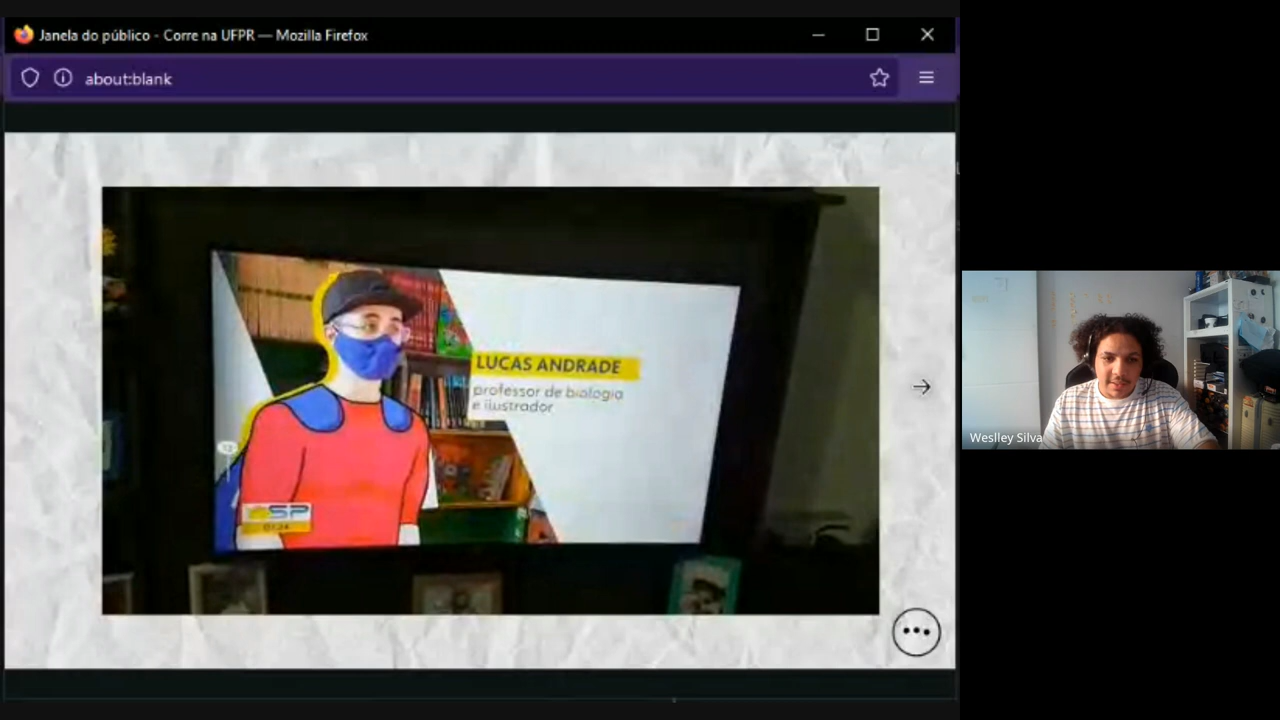 Janela do público - Corre na UFPR — Mozilla Firefox
about:blank
LUCAS ANDRADE
professor de biologia
e ilustrador
SP
Weslley Silva